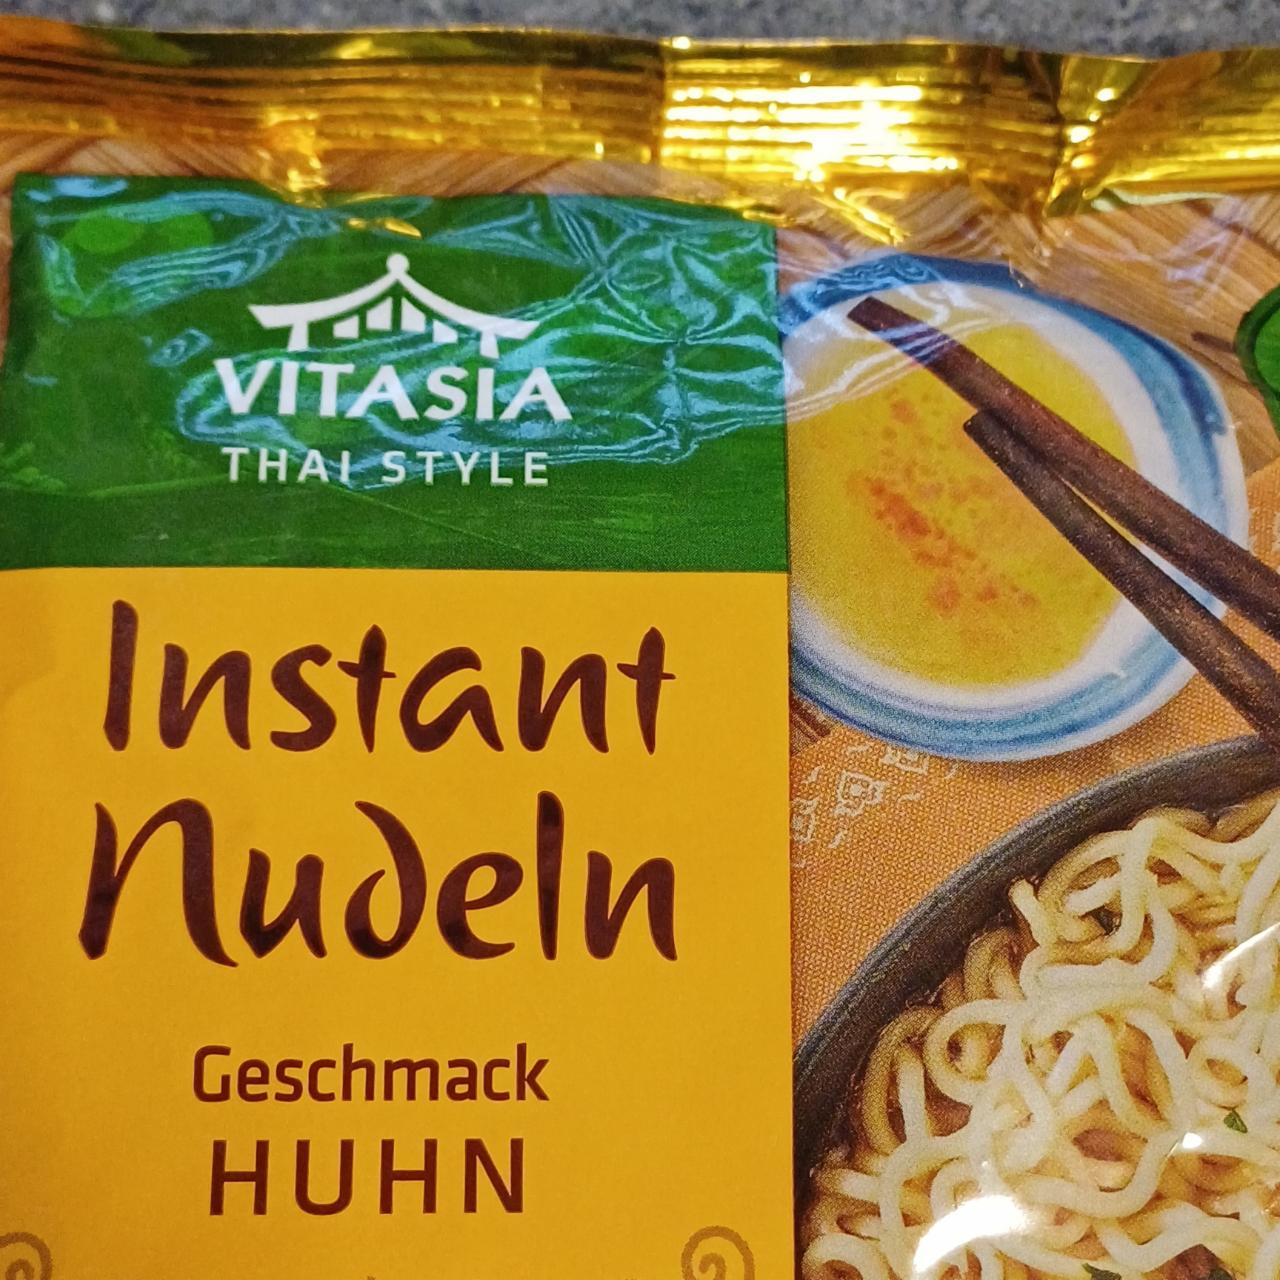 VITASIA
THAI STYLE
Instant
Nudeln
Geschmack
HUHN